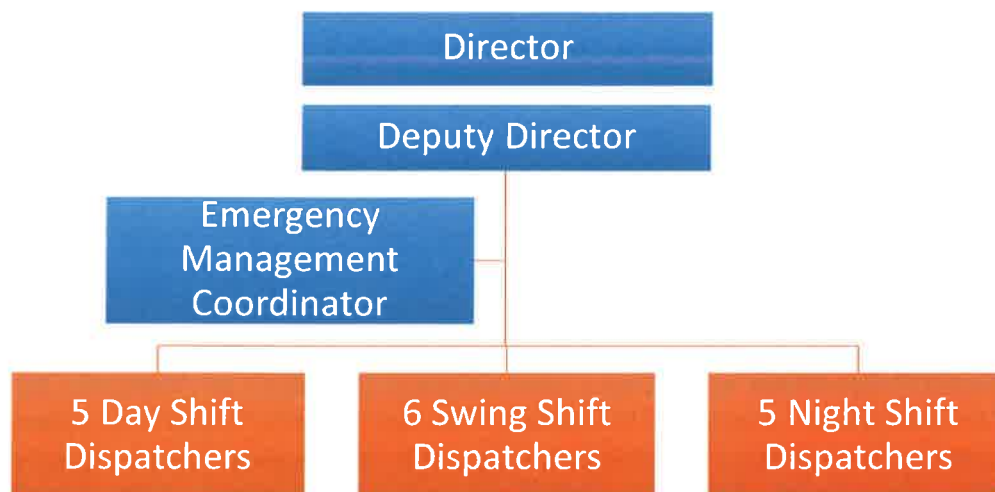 Director
Deputy Director
Emergency
Management
Coordinator
5 Day Shift
Dispatchers
6 Swing Shift
Dispatchers
5 Night Shift
Dispatchers